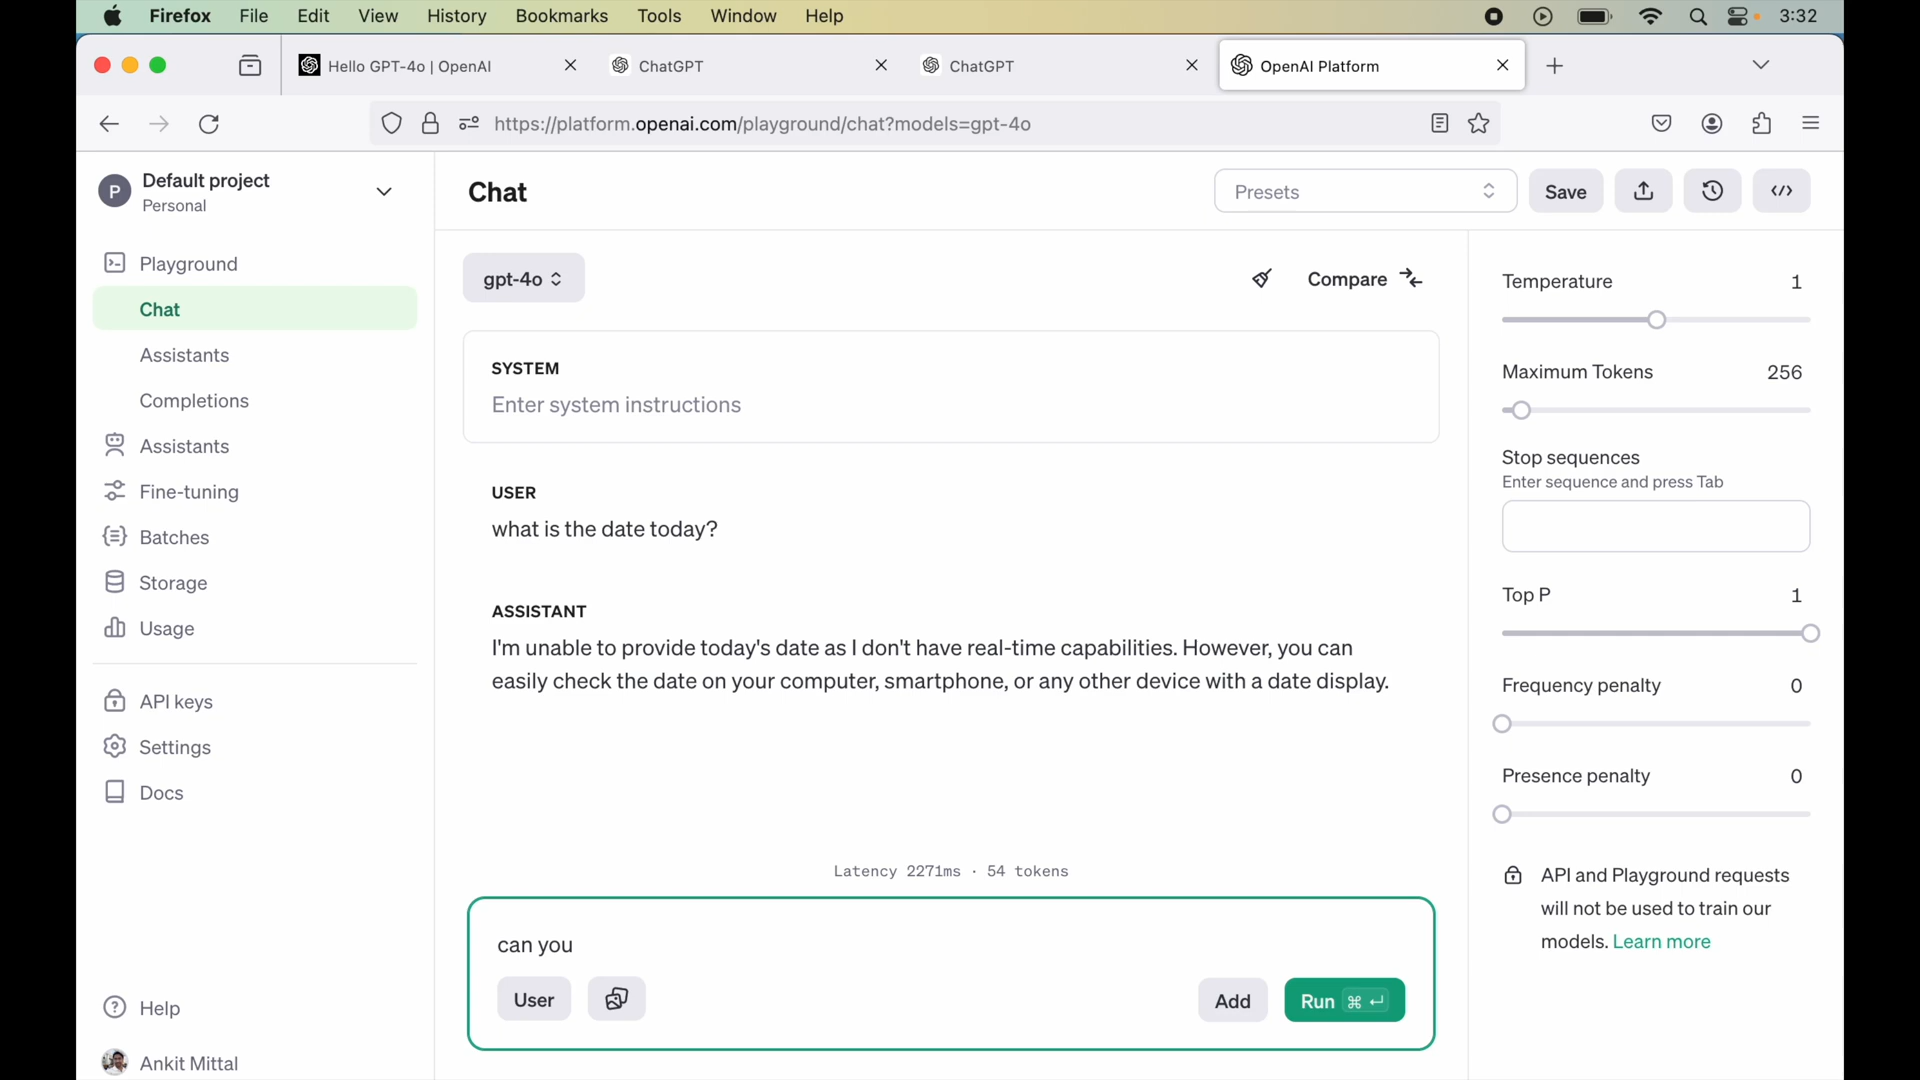 Firefox File Edit View History Bookmarks Tools Window Help 3:32
Hello GPT-4o | OpenAI ChatGPT ChatGPT OpenAI Platform
https://platform.openai.com/playground/chat?models=gpt-4o
P Default project
Personal
Chat
Presets
Save
Playground
Chat
Assistants
Completions
Assistants
Fine-tuning
Batches
Storage
Usage
API keys
Settings
Docs
Help
Ankit Mittal
gpt-4o
Compare
SYSTEM
Enter system instructions
USER
what is the date today?
ASSISTANT
I'm unable to provide today's date as I don't have real-time capabilities. However, you can
easily check the date on your computer, smartphone, or any other device with a date display.
Latency 2271ms · 54 tokens
can you
User Add Run ⌘ ↵
Temperature 1
Maximum Tokens 256
Stop sequences
Enter sequence and press Tab
Top P 1
Frequency penalty 0
Presence penalty 0
API and Playground requests
will not be used to train our
models. Learn more